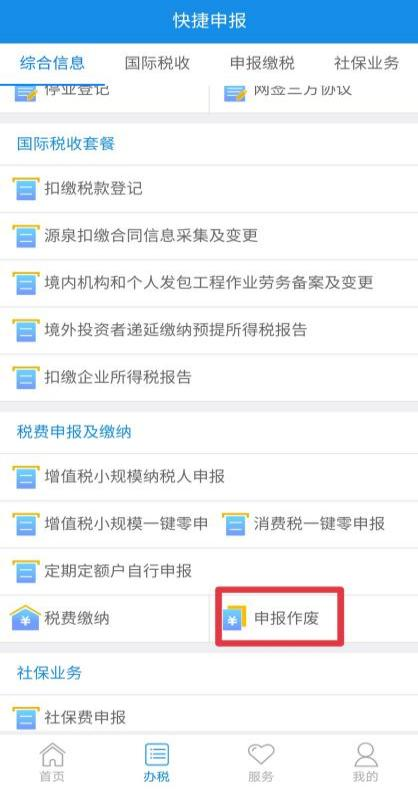 快捷申报
综合信息 国际税收 申报缴税 社保业务
停业登记 网签三方协议
国际税收套餐
扣缴税款登记
源泉扣缴合同信息采集及变更
境内机构和个人发包工程作业劳务备案及变更
境外投资者递延缴纳预提所得税报告
扣缴企业所得税报告
税费申报及缴纳
增值税小规模纳税人申报
增值税小规模一键零申 消费税一键零申报
定期定额户自行申报
税费缴纳 申报作废
社保业务
社保费申报
首页 办税 服务 我的